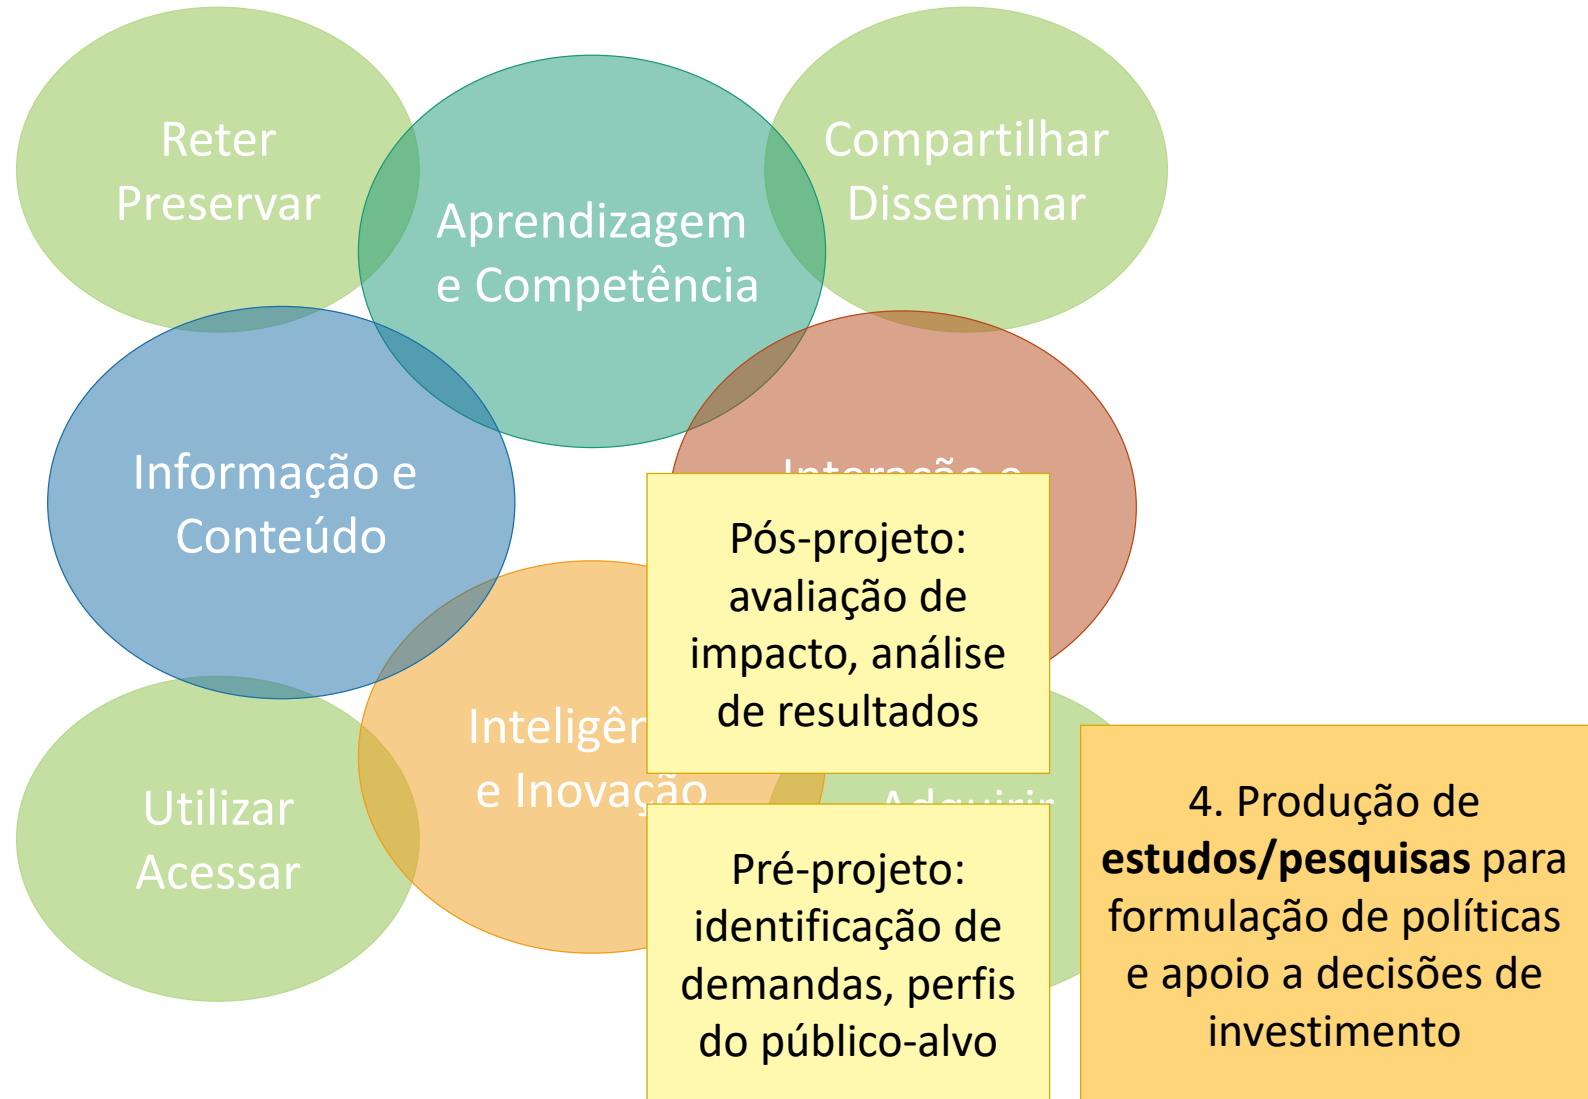 Reter
Preservar
Compartilhar
Disseminar
Aprendizagem
e Competência
Informação e
Conteúdo
Interação e
Pós-projeto:
avaliação de
impacto, análise
de resultados
e Inovação
Utilizar
Acessar
Adquirir
Pré-projeto:
identificação de
demandas, perfis
do público-alvo
4. Produção de
estudos/pesquisas para
formulação de políticas
e apoio a decisões de
investimento